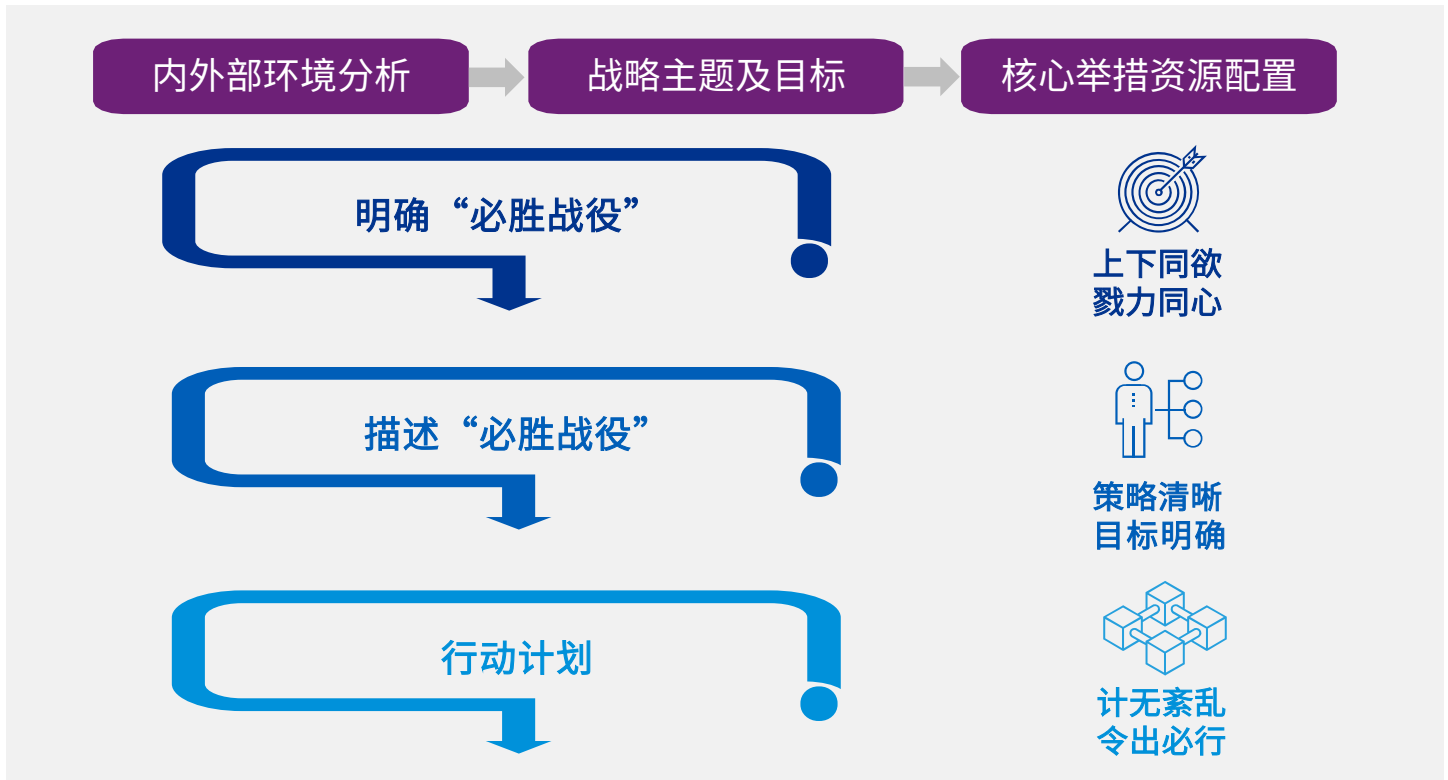 内外部环境分析
战略主题及目标
核心举措资源配置
明确“必胜战役”
上下同欲
戮力同心
描述“必胜战役”
策略清晰
目标明确
行动计划
计无紊乱
令出必行